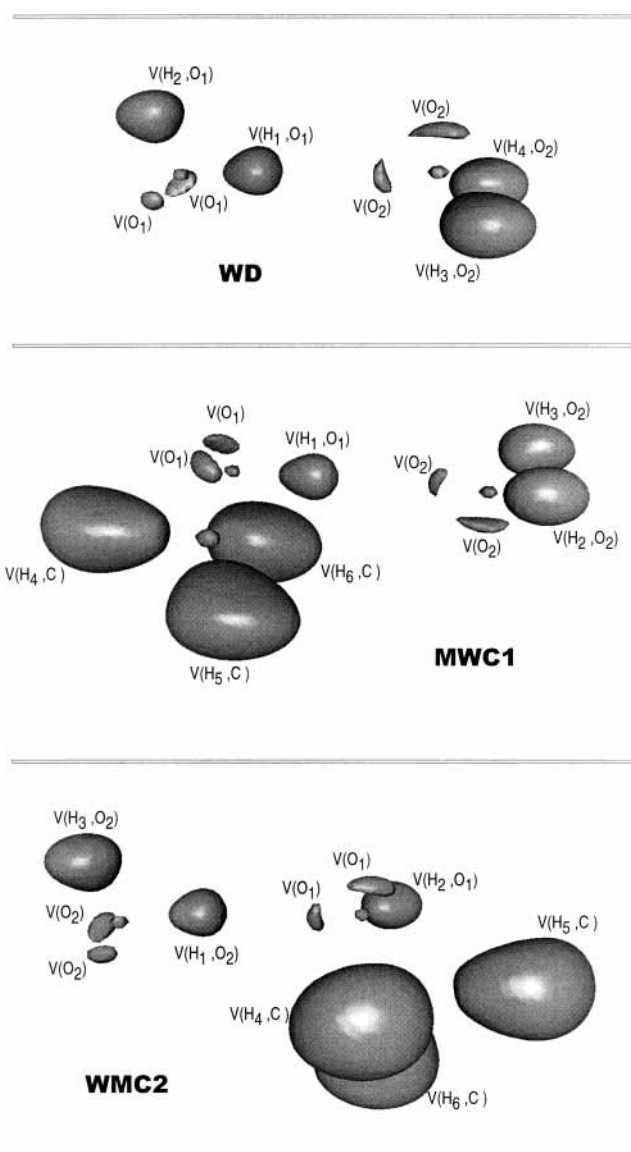 V(H2 ,O1)
V(O2)
V(H1 ,O1)
V(H4 ,O2)
V(O1)
V(O2)
V(O1)
WD
V(H3 ,O2)
V(O1)
V(H1 ,O1)
V(H3 ,O2)
V(O1)
V(O2)
V(O2)
V(H2 ,O2)
V(H4 ,C )
V(H6 ,C )
V(H5 ,C)
MWC1
V(H3 ,O2)
V(O1)
V(H2 ,O1)
V(O1)
V(O2)
V(H5 ,C)
V(H1 ,O2)
V(O2)
V(H4 ,C)
WMC2
V(H6 ,C )